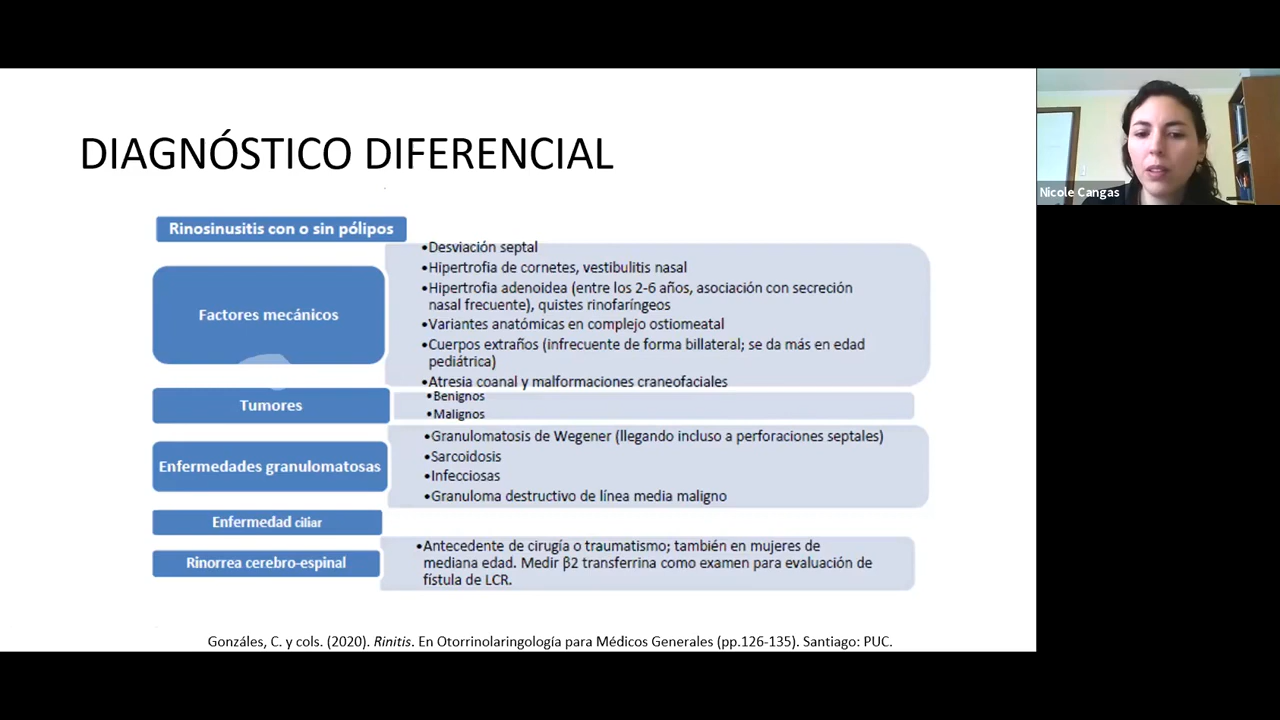 DIAGNÓSTICO DIFERENCIAL
Nicole Cangas
Rinosinusitis con o sin pólipos
Factores mecánicos
•Desviación septal
•Hipertrofia de cornetes, vestibulitis nasal
•Hipertrofia adenoidea (entre los 2-6 años, asociación con secreción
nasal frecuente), quistes rinofaríngeos
•Variantes anatómicas en complejo ostiomeatal
•Cuerpos extraños (infrecuente de forma billateral; se da más en edad
pediátrica)
•Atresia coanal y malformaciones craneofaciales
Tumores
•Benignos
•Malignos
Enfermedades granulomatosas
•Granulomatosis de Wegener (llegando incluso a perforaciones septales)
•Sarcoidosis
•Infecciosas
•Granuloma destructivo de línea media maligno
Enfermedad ciliar
Rinorrea cerebro-espinal
•Antecedente de cirugía o traumatismo; también en mujeres de
mediana edad. Medir β2 transferrina como examen para evaluación de
fístula de LCR.
Gonzáles, C. y cols. (2020). Rinitis. En Otorrinolaringología para Médicos Generales (pp.126-135). Santiago: PUC.